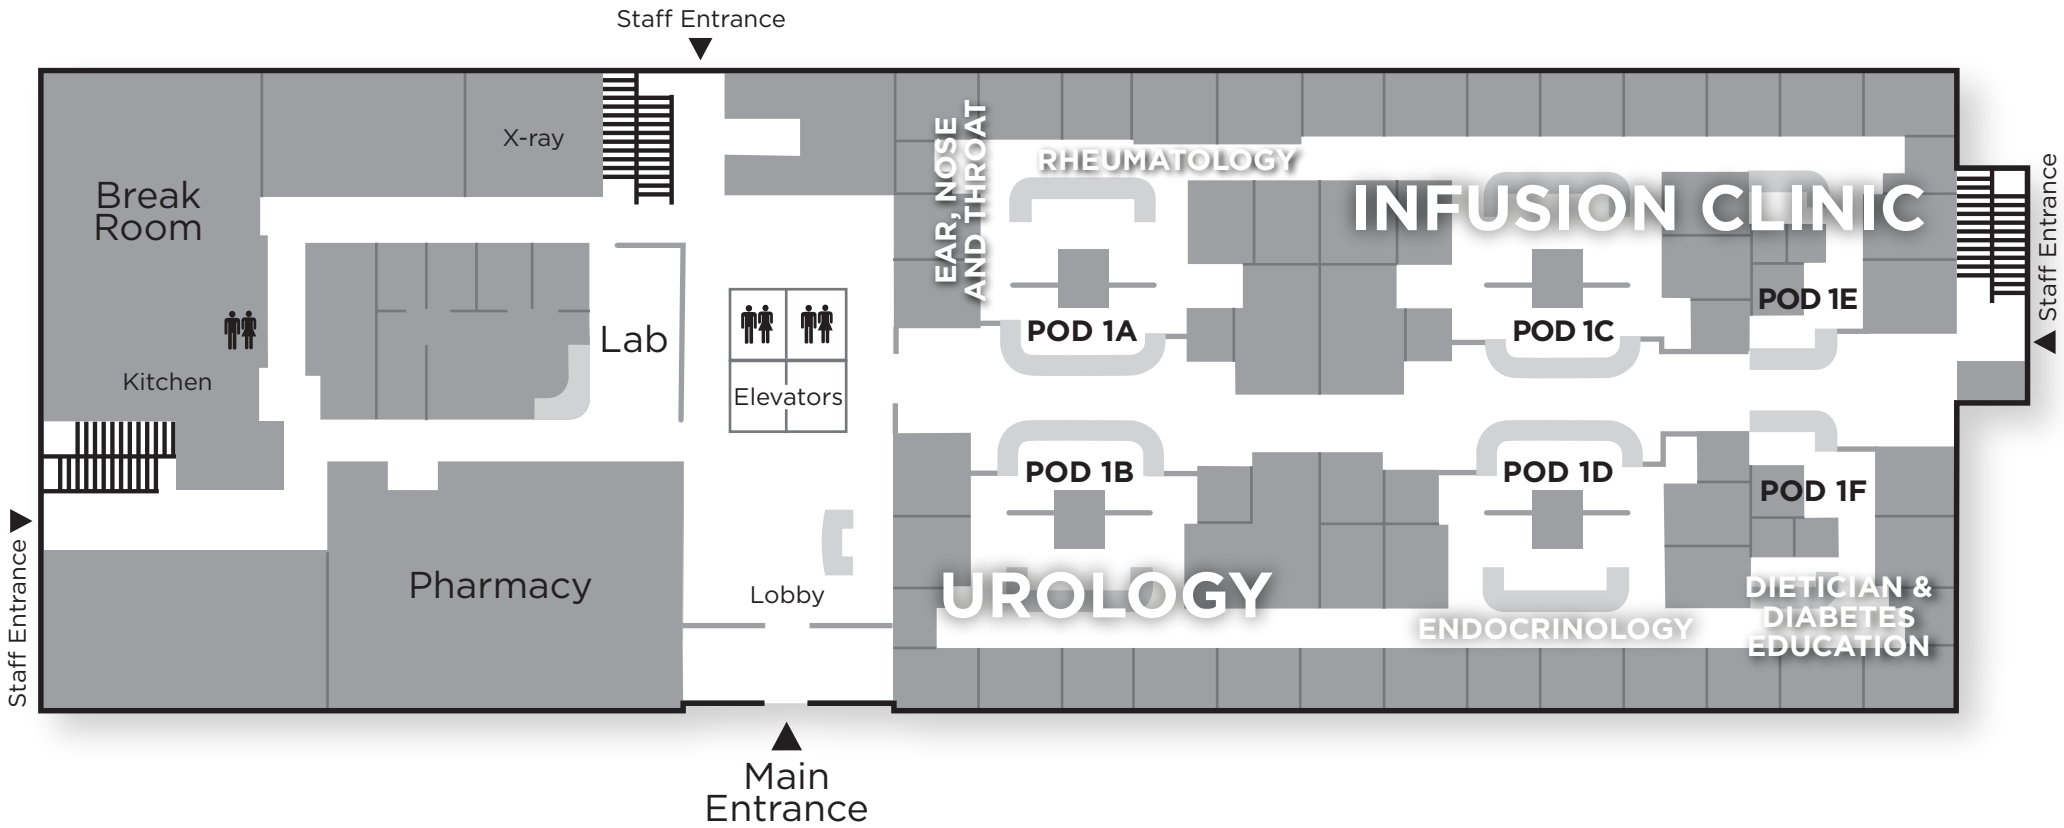 Staff Entrance
X-ray
Break
Room
EAR, NOSE
AND THROAT
RHEUMATOLOGY
INFUSION CLINIC
Staff Entrance
POD 1E
POD 1A
POD 1C
Lab
Kitchen
Elevators
POD 1B
POD 1D
POD 1F
Staff Entrance
Pharmacy
Lobby
UROLOGY
ENDOCRINOLOGY
DIETICIAN &
DIABETES
EDUCATION
Main
Entrance